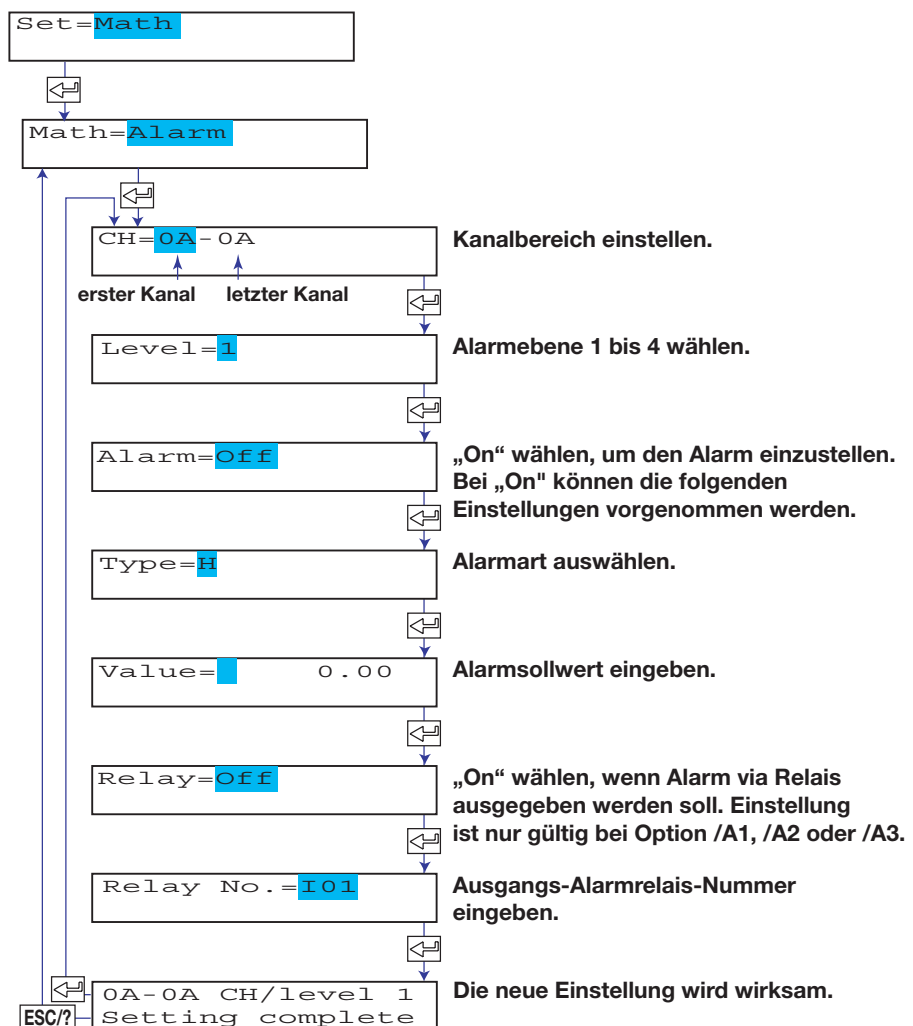 Set=Math
Math=Alarm
CH=0A-0A
Kanalbereich einstellen.
erster Kanal letzter Kanal
Level=1
Alarmebene 1 bis 4 wählen.
Alarm=Off
„On“ wählen, um den Alarm einzustellen.
Bei „On" können die folgenden
Einstellungen vorgenommen werden.
Type=H
Alarmart auswählen.
Value= 0.00
Alarmsollwert eingeben.
Relay=Off
„On“ wählen, wenn Alarm via Relais
ausgegeben werden soll. Einstellung
ist nur gültig bei Option /A1, /A2 oder /A3.
Relay No.=I01
Ausgangs-Alarmrelais-Nummer
eingeben.
0A-0A CH/level 1
Setting complete
Die neue Einstellung wird wirksam.
ESC/?